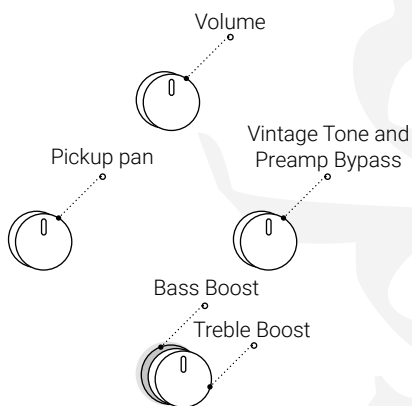 Volume
Vintage Tone and
Preamp Bypass
Pickup pan
Bass Boost
Treble Boost